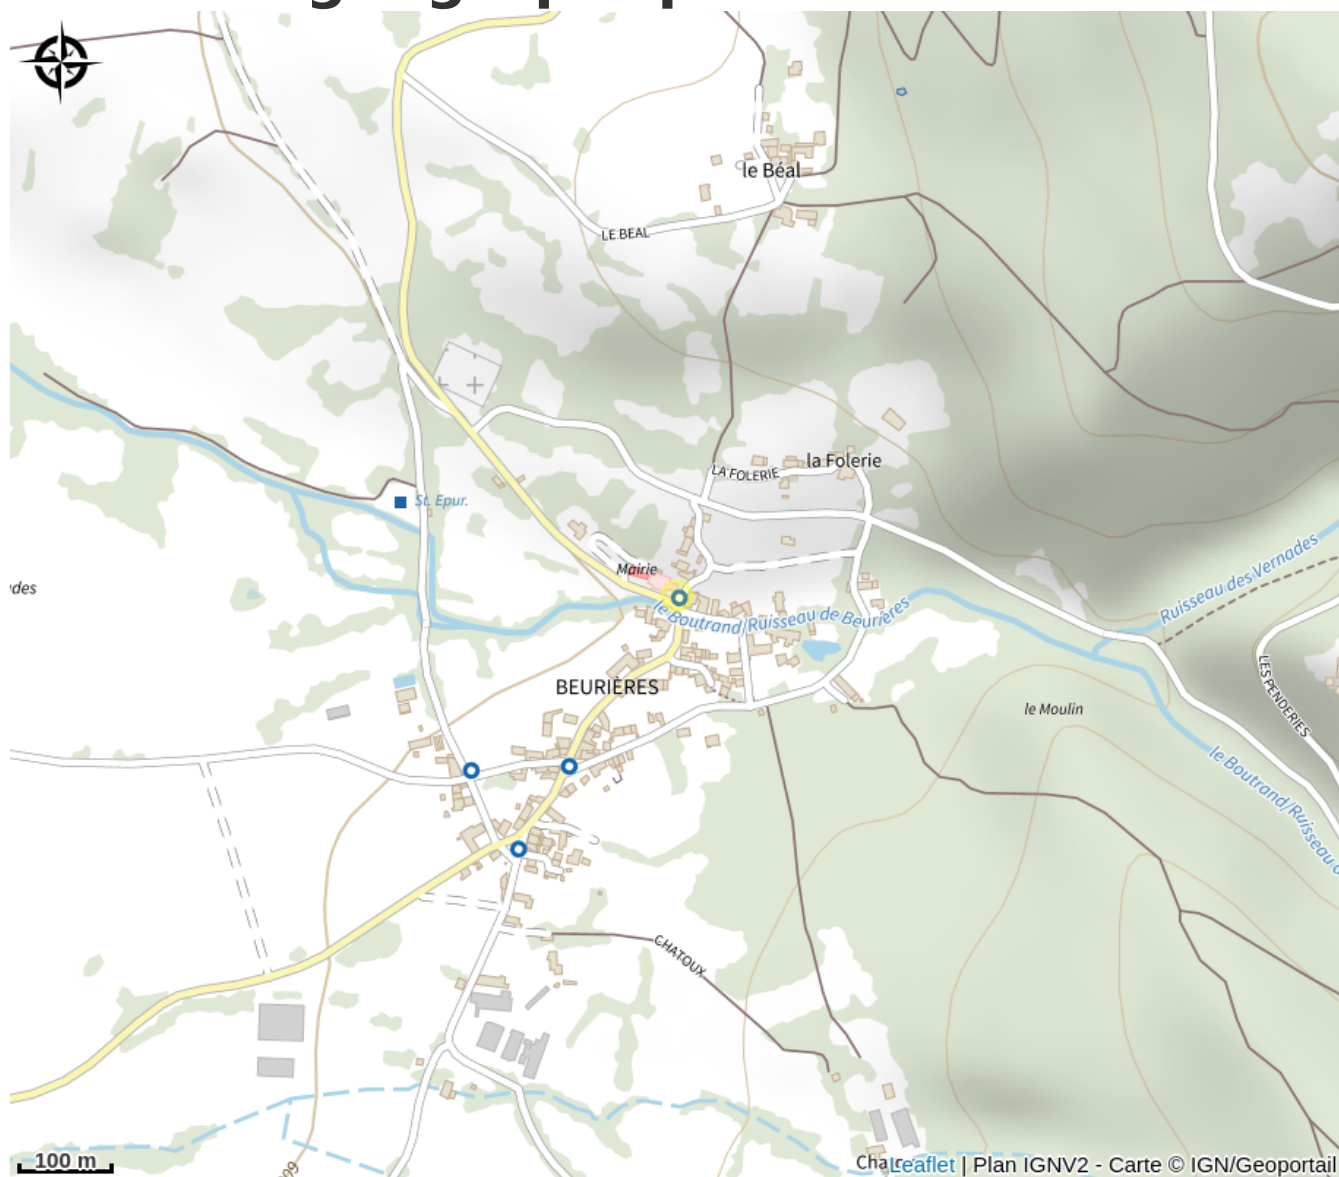 le Béal
LE BEAL
la Folerie
LA FOLERIE
St. Epur.
Mairie
Ruisseau des Vernades
des
le Boutrand/Ruisseau de Beurières
BEURIÈRES
le Moulin
LES PENDERIES
le Boutrand/Ruisseau d
CHATOUX
100 m
Leaflet | Plan IGNV2 - Carte © IGN/Geoportail